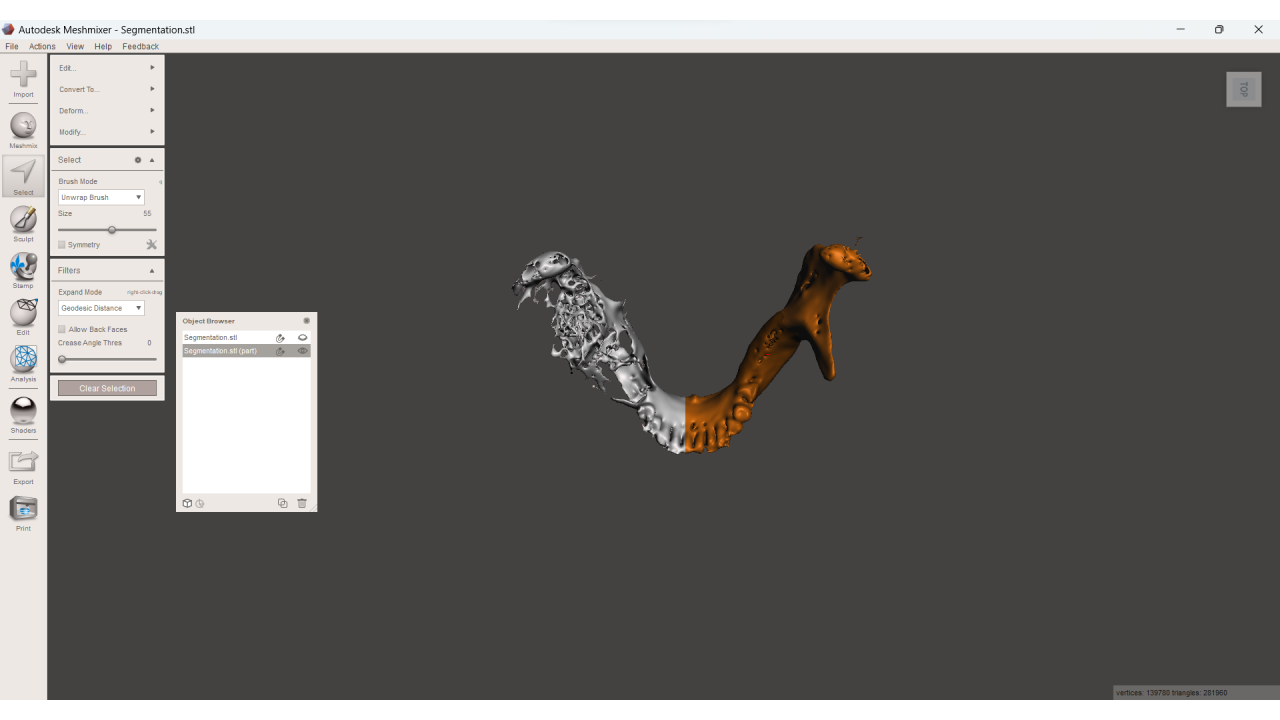 Autodesk Meshmixer - Segmentation.stl
File Actions View Help Feedback
Import
Meshmix
Select
Sculpt
Stamp
Edit
Analysis
Shaders
Export
Print
Edit...
Convert To...
Deform...
Modify...
Select
Brush Mode
Unwrap Brush
Size 55
Symmetry
Filters
Expand Mode right-click-drag
Geodesic Distance
Allow Back Faces
Crease Angle Thres 0
Clear Selection
Object Browser
Segmentation.stl
Segmentation.stl (part)
TOP
vertices: 139780 triangles: 281960